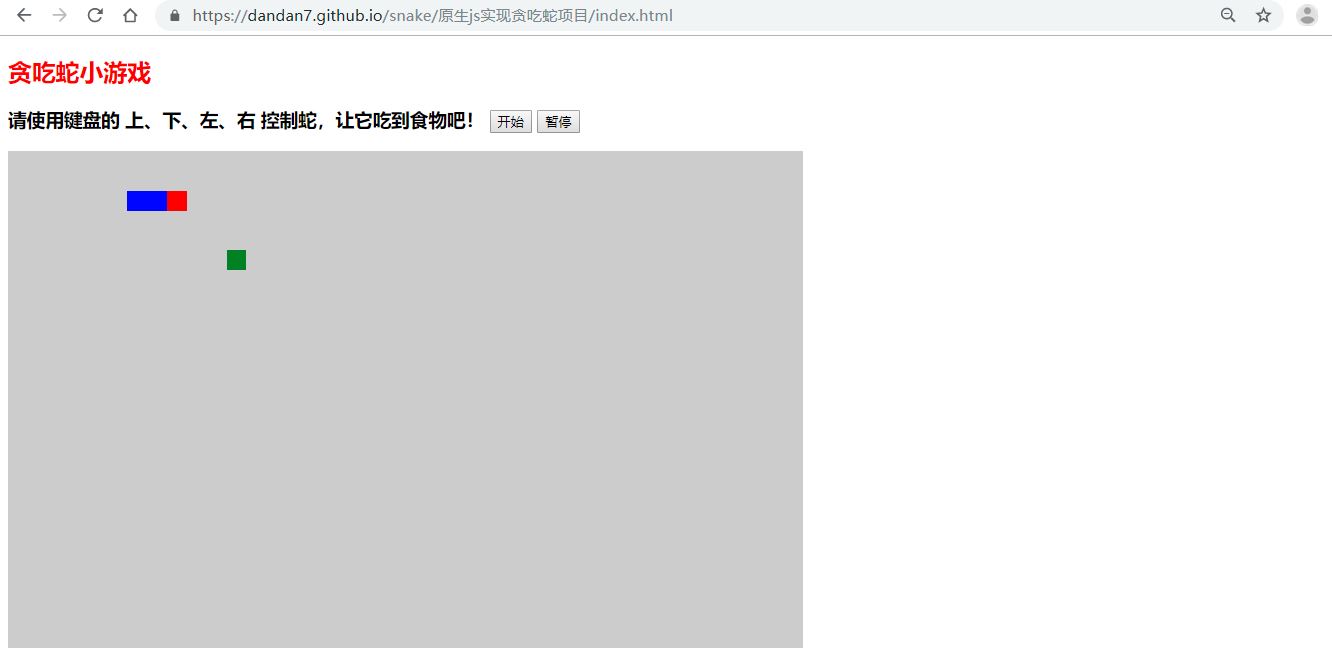 https://dandan7.github.io/snake/原生js实现贪吃蛇项目/index.html
贪吃蛇小游戏
请使用键盘的 上、下、左、右 控制蛇，让它吃到食物吧！ 开始 暂停